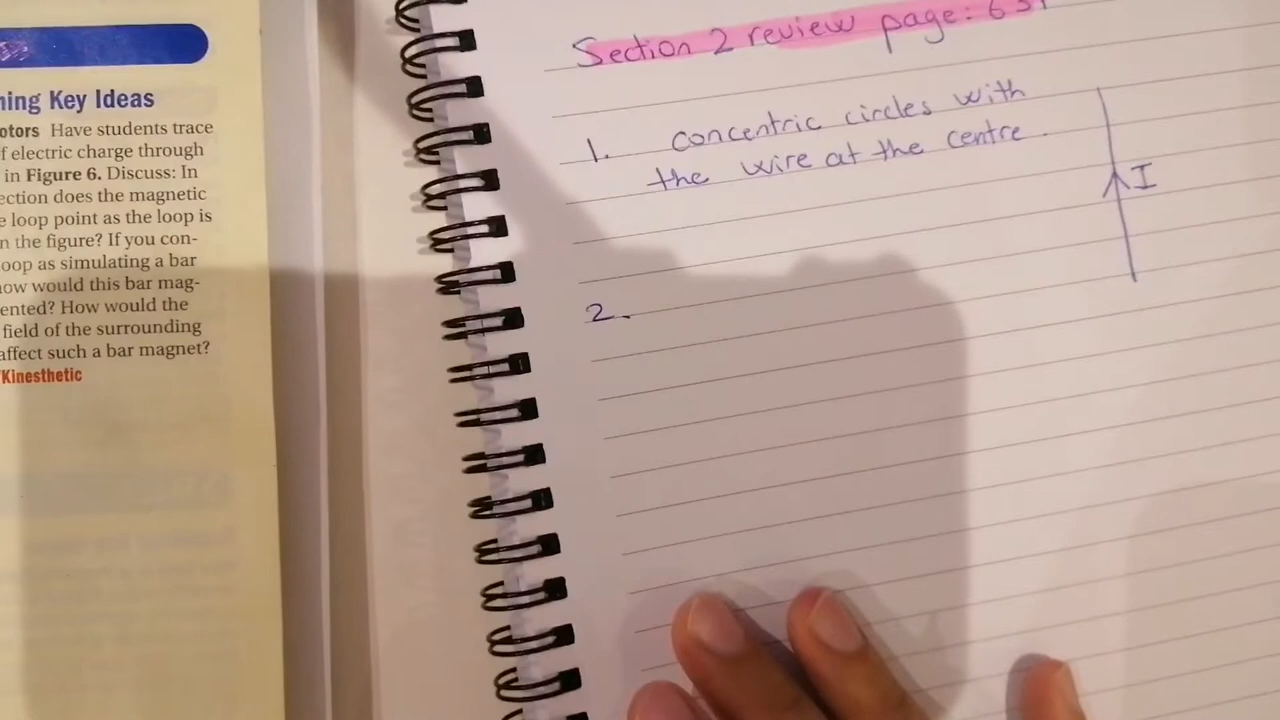 ning Key Ideas
otors Have students trace
f electric charge through
in Figure 6. Discuss: In
ection does the magnetic
e loop point as the loop is
n the figure? If you con-
oop as simulating a bar
now would this bar mag-
ented? How would the
field of the surrounding
affect such a bar magnet?
Kinesthetic
Section 2 review page:
1. concentric circles with
the wire at the centre.
I
2.